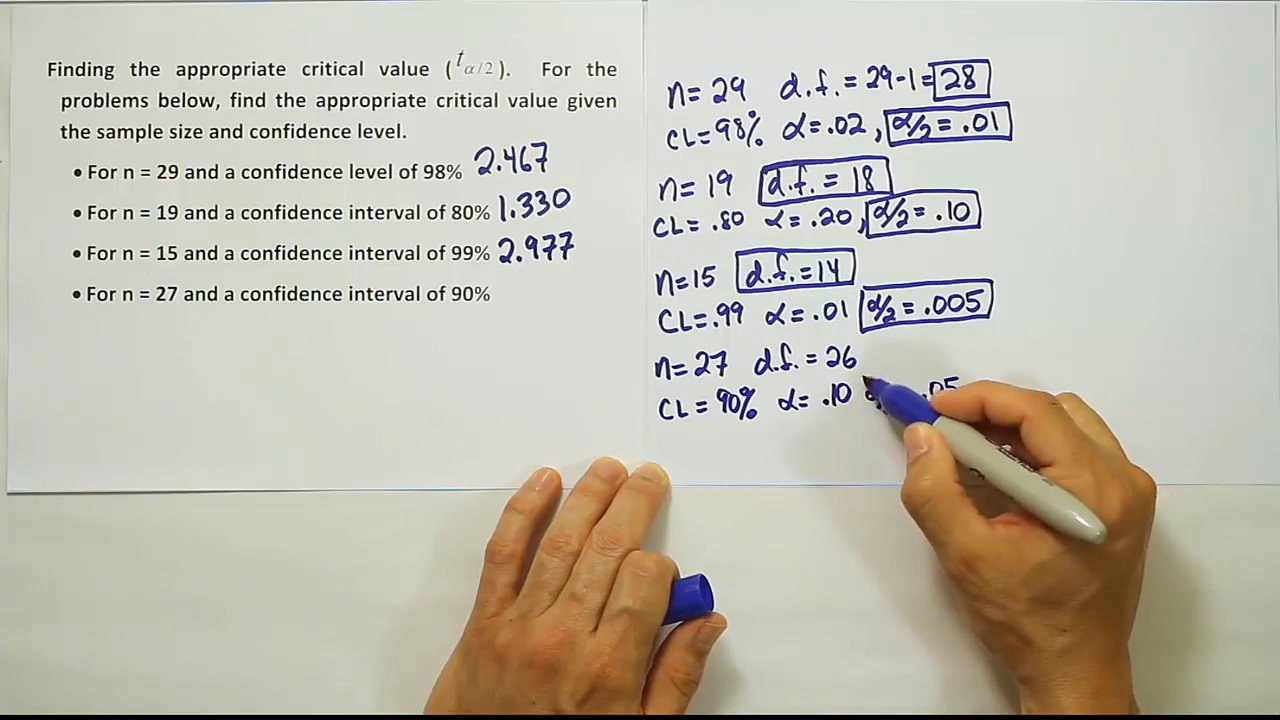 Finding the appropriate critical value (t α/2). For the
problems below, find the appropriate critical value given
the sample size and confidence level.
• For n = 29 and a confidence level of 98% 2.467
• For n = 19 and a confidence interval of 80% 1.330
• For n = 15 and a confidence interval of 99% 2.977
• For n = 27 and a confidence interval of 90%
n = 29 d.f. = 29-1 = 28
CL = 98% α = .02, α/2 = .01
n = 19 d.f. = 18
CL = .80 α = .20, α/2 = .10
n = 15 d.f. = 14
CL = .99 α = .01 α/2 = .005
n = 27 d.f. = 26
CL = 90% α = .10 .05